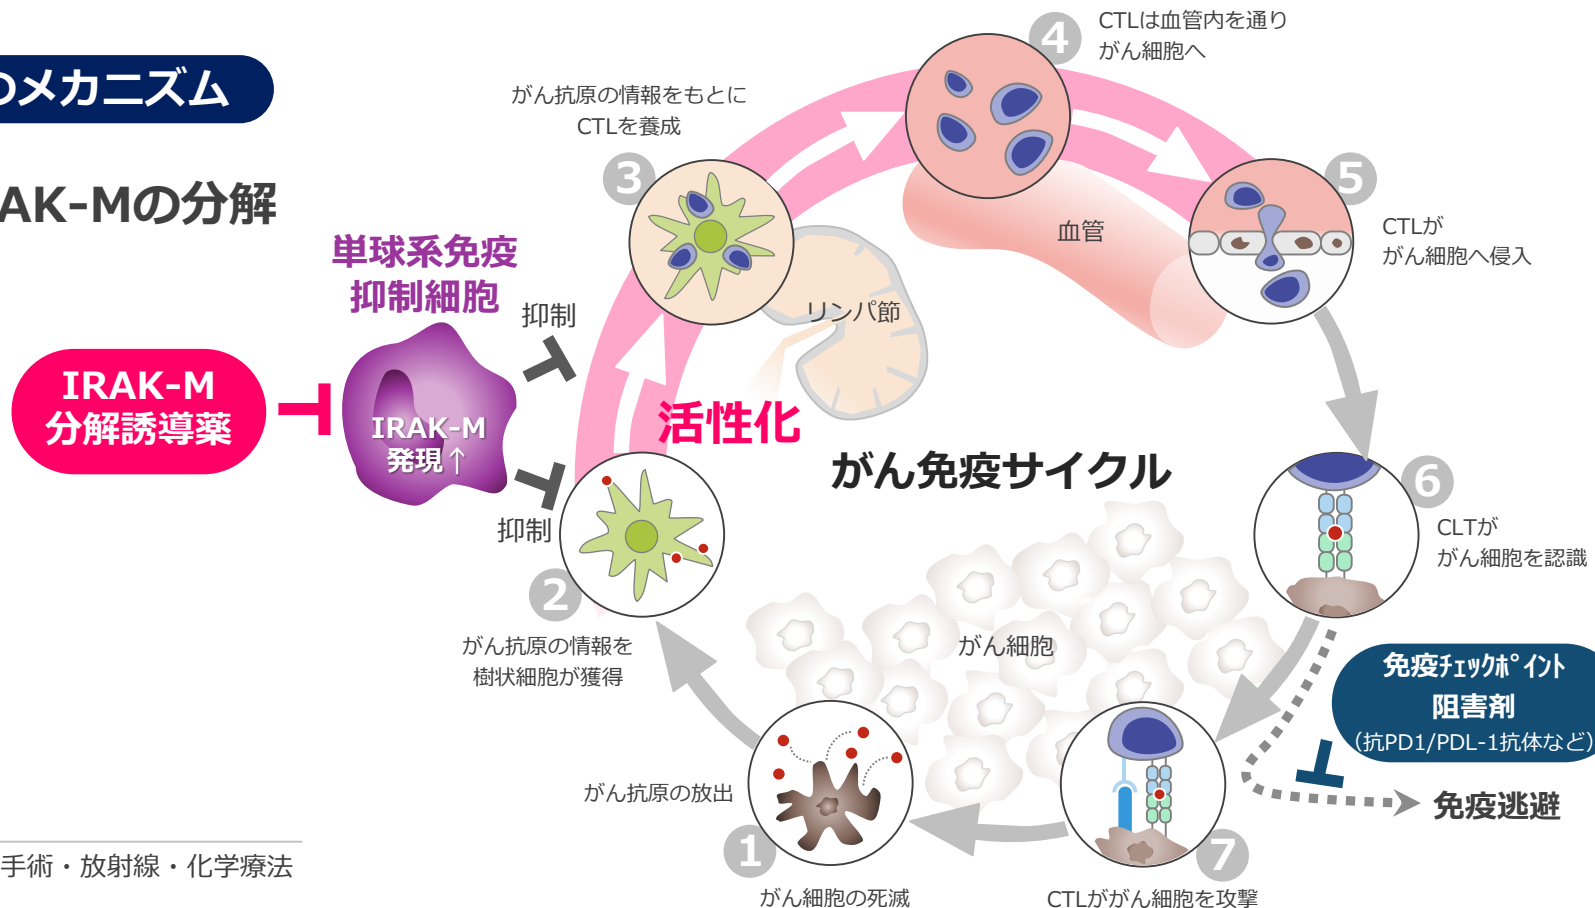 のメカニズム
AK-Mの分解
単球系免疫
抑制細胞
抑制
IRAK-M
分解誘導薬
IRAK-M
発現↑
抑制
活性化
がん免疫サイクル
1
がん抗原の放出
がん細胞の死滅
2
がん抗原の情報を
樹状細胞が獲得
3
がん抗原の情報をもとに
CTLを養成
リンパ節
4
CTLは血管内を通り
がん細胞へ
血管
5
CTLが
がん細胞へ侵入
6
CLTが
がん細胞を認識
がん細胞
免疫ﾁｪｯｸﾎﾟｲﾝﾄ
阻害剤
(抗PD1/PDL-1抗体など)
免疫逃避
7
CTLががん細胞を攻撃
手術・放射線・化学療法